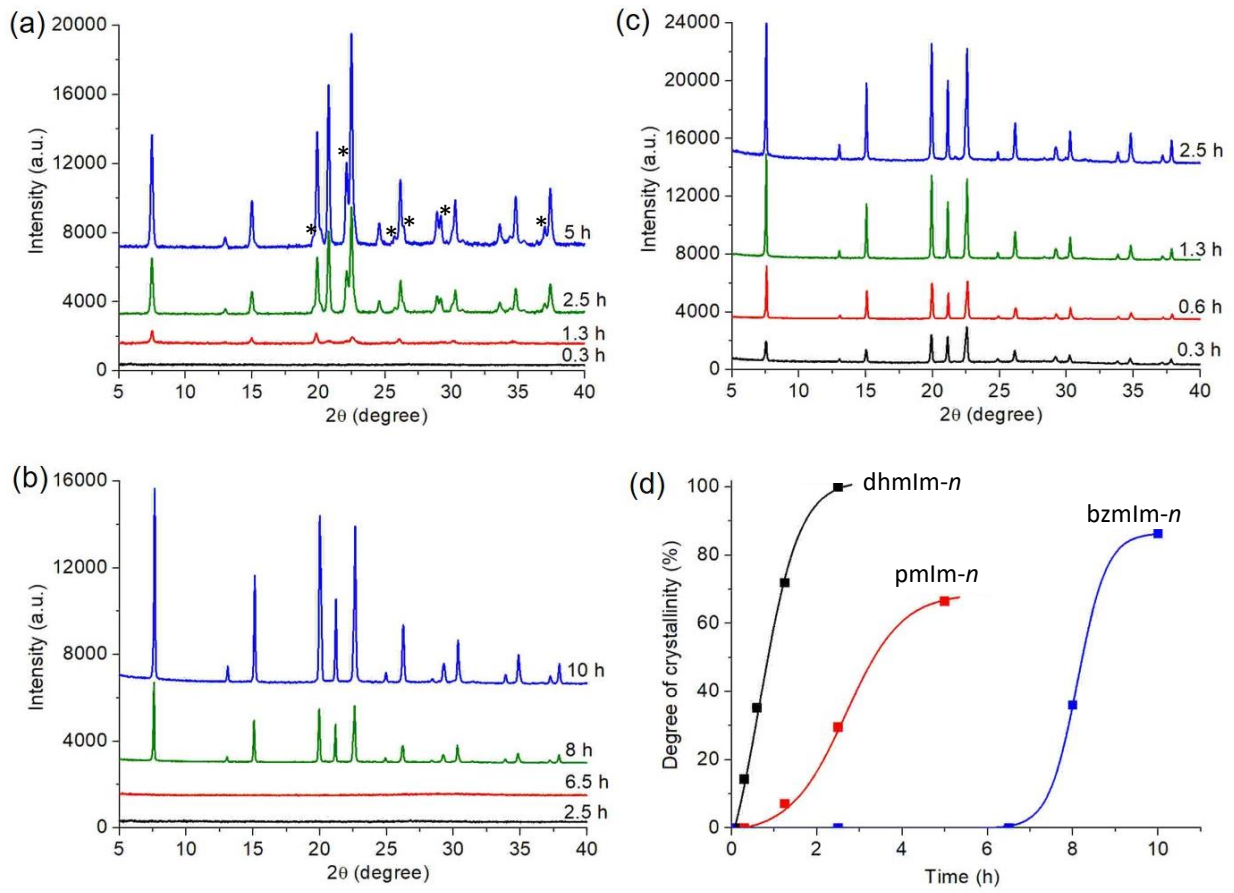 (a)
20000
16000
12000
8000
4000
0
Intensity (a.u.)
*
*
*
*
*
*
5 h
2.5 h
1.3 h
0.3 h
5 10 15 20 25 30 35 40
2θ (degree)
(c)
24000
20000
16000
12000
8000
4000
0
Intensity (a.u.)
2.5 h
1.3 h
0.6 h
0.3 h
5 10 15 20 25 30 35 40
2θ (degree)
(b)
16000
12000
8000
4000
0
Intensity (a.u.)
10 h
8 h
6.5 h
2.5 h
5 10 15 20 25 30 35 40
2θ (degree)
(d)
100
80
60
40
20
0
Degree of crystallinity (%)
dhmIm-n
bzmIm-n
pmIm-n
0 2 4 6 8 10
Time (h)